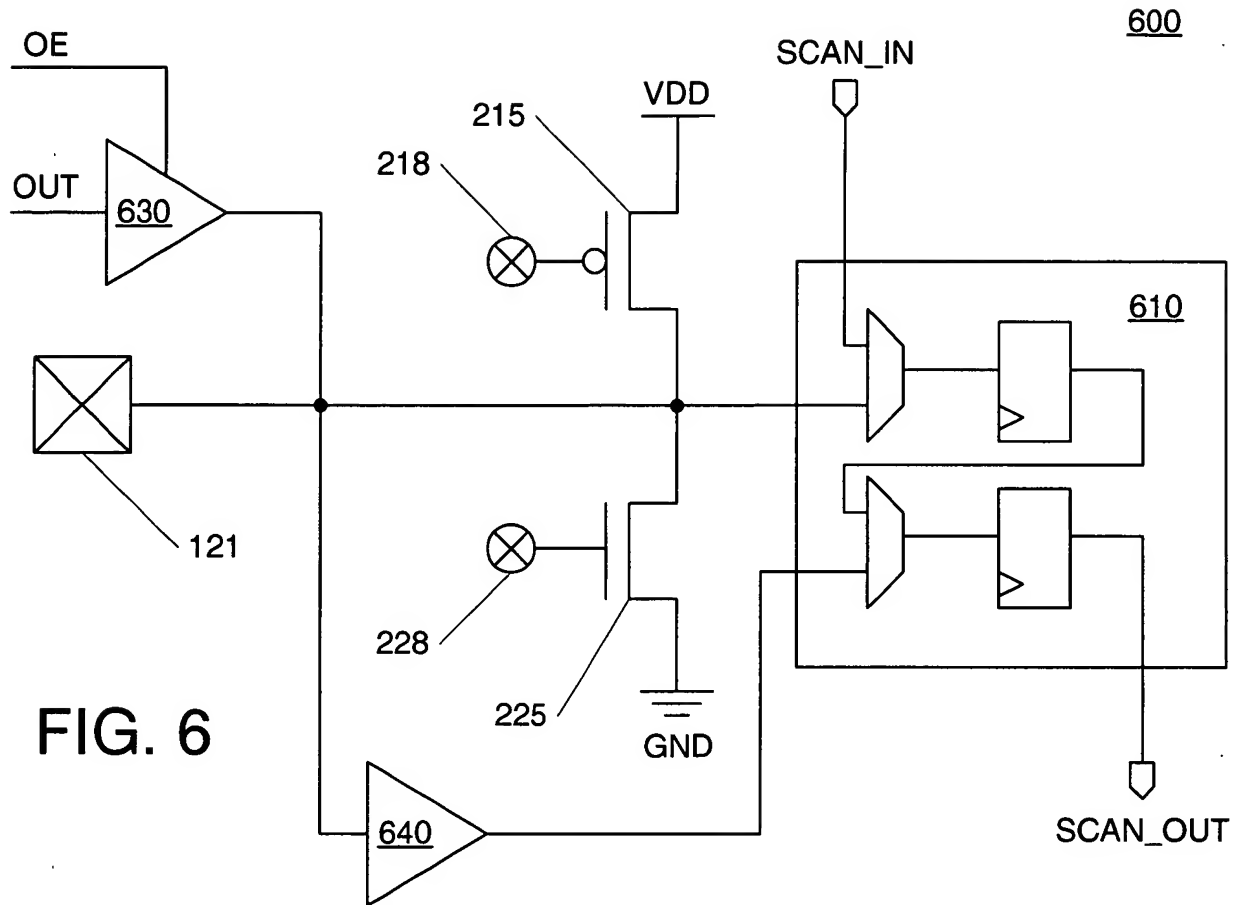 600
OE
SCAN_IN
VDD
215
218
OUT
630
610
121
228
225
GND
FIG. 6
640
SCAN_OUT